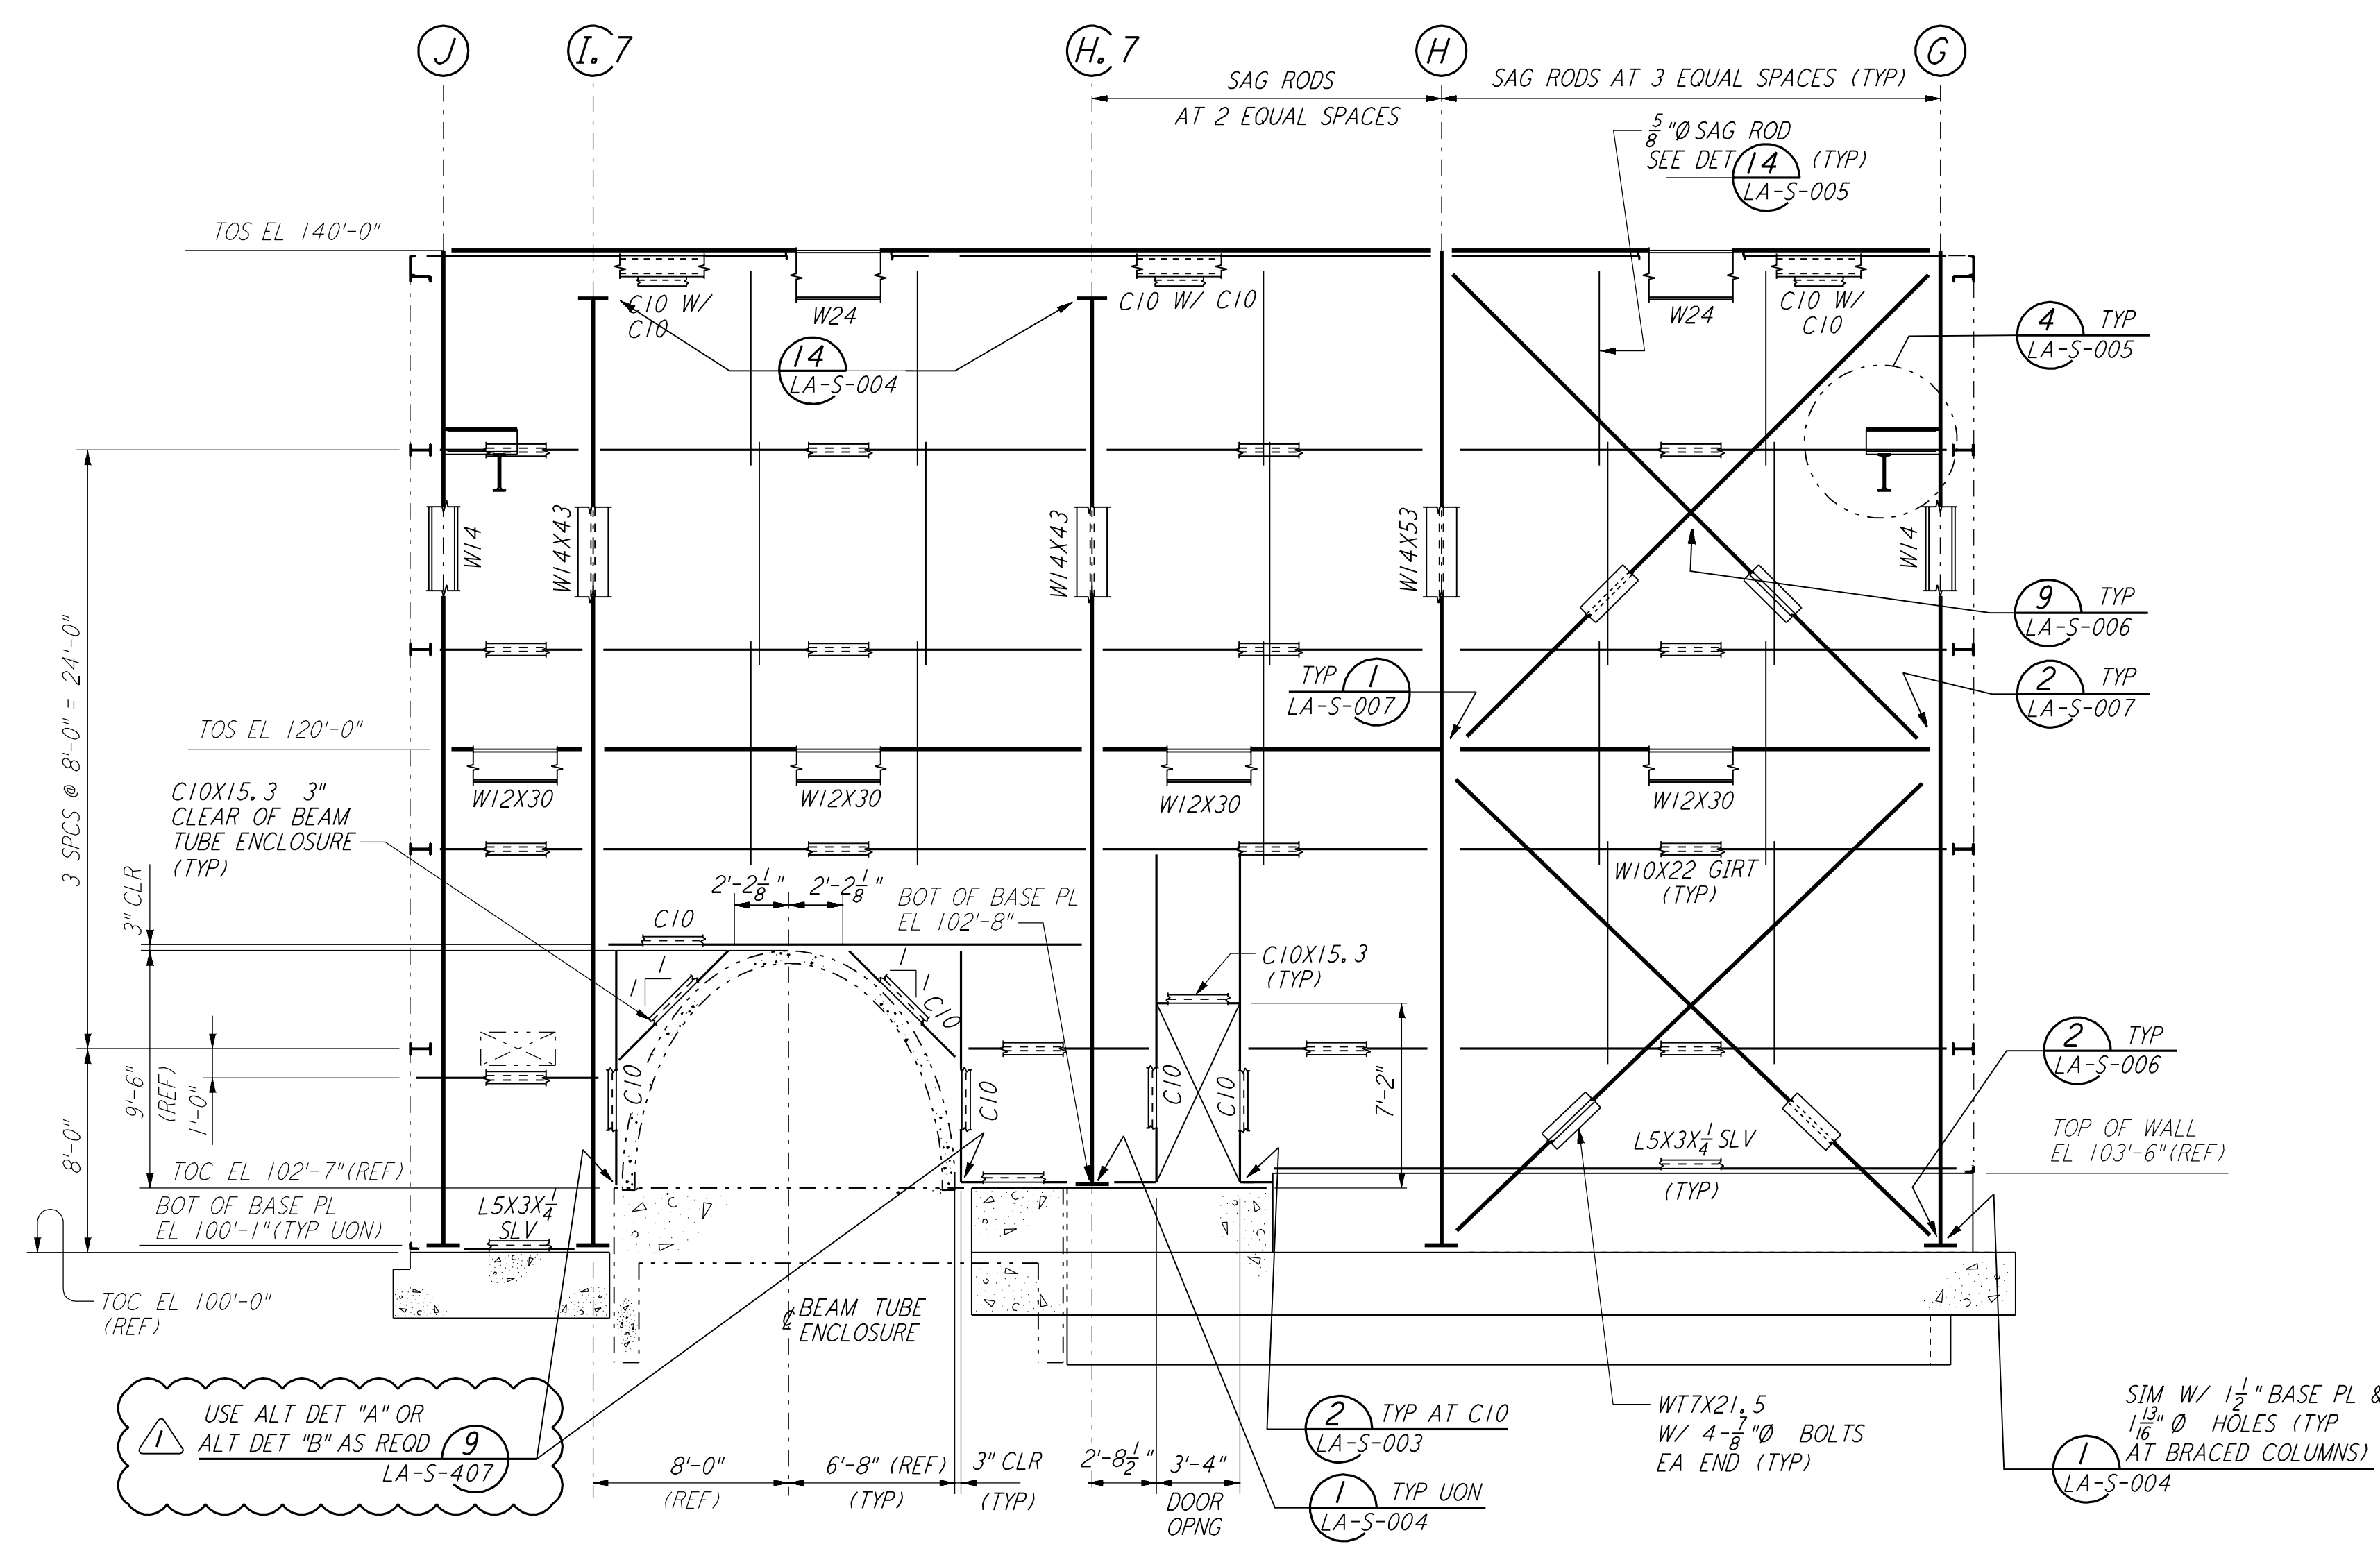 J
I.7
H.7
H
G
SAG RODS
AT 2 EQUAL SPACES
SAG RODS AT 3 EQUAL SPACES (TYP)
5/8"Ø SAG ROD
SEE DET 14 (TYP)
LA-S-005
TOS EL 140'-0"
C10 W/
C10
W24
C10 W/ C10
W24
C10 W/
C10
14
LA-S-004
4 TYP
LA-S-005
W14
W14X43
W14X43
W14X53
W14
9 TYP
LA-S-006
TYP 1
LA-S-007
2 TYP
LA-S-007
3 SPCS @ 8'-0" = 24'-0"
TOS EL 120'-0"
W12X30
W12X30
W12X30
W12X30
C10X15.3 3"
CLEAR OF BEAM
TUBE ENCLOSURE
(TYP)
3" CLR
2'-2 1/8"
2'-2 1/8"
BOT OF BASE PL
EL 102'-8"
W10X22 GIRT
(TYP)
C10
C10X15.3
(TYP)
1
1
1
1
C10
C10
C10
C10
C10
7'-2"
9'-6"
(REF)
1'-0"
8'-0"
2 TYP
LA-S-006
TOP OF WALL
EL 103'-6"(REF)
L5X3X1/4 SLV
(TYP)
TOC EL 102'-7"(REF)
BOT OF BASE PL
EL 100'-1"(TYP UON)
L5X3X1/4
SLV
TOC EL 100'-0"
(REF)
℄ BEAM TUBE
ENCLOSURE
1
USE ALT DET "A" OR
ALT DET "B" AS REQD 9
LA-S-407
8'-0"
(REF)
6'-8" (REF)
(TYP)
3" CLR
(TYP)
2'-8 1/2"
3'-4"
DOOR
OPNG
2 TYP AT C10
LA-S-003
1 TYP UON
LA-S-004
WT7X21.5
W/ 4-7/8"Ø BOLTS
EA END (TYP)
SIM W/ 1 1/2" BASE PL &
1 13/16" Ø HOLES (TYP
1 AT BRACED COLUMNS)
LA-S-004